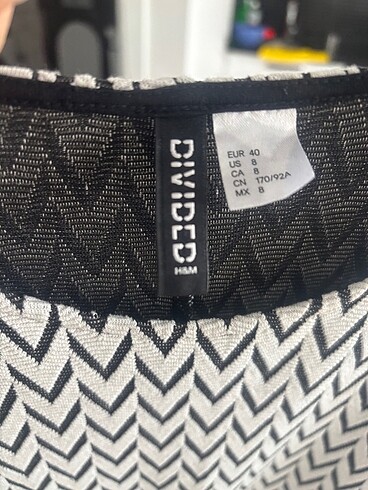 DIVIDED
H&M
EUR 40
US 8
CA 8
CN 170/92A
MX 8